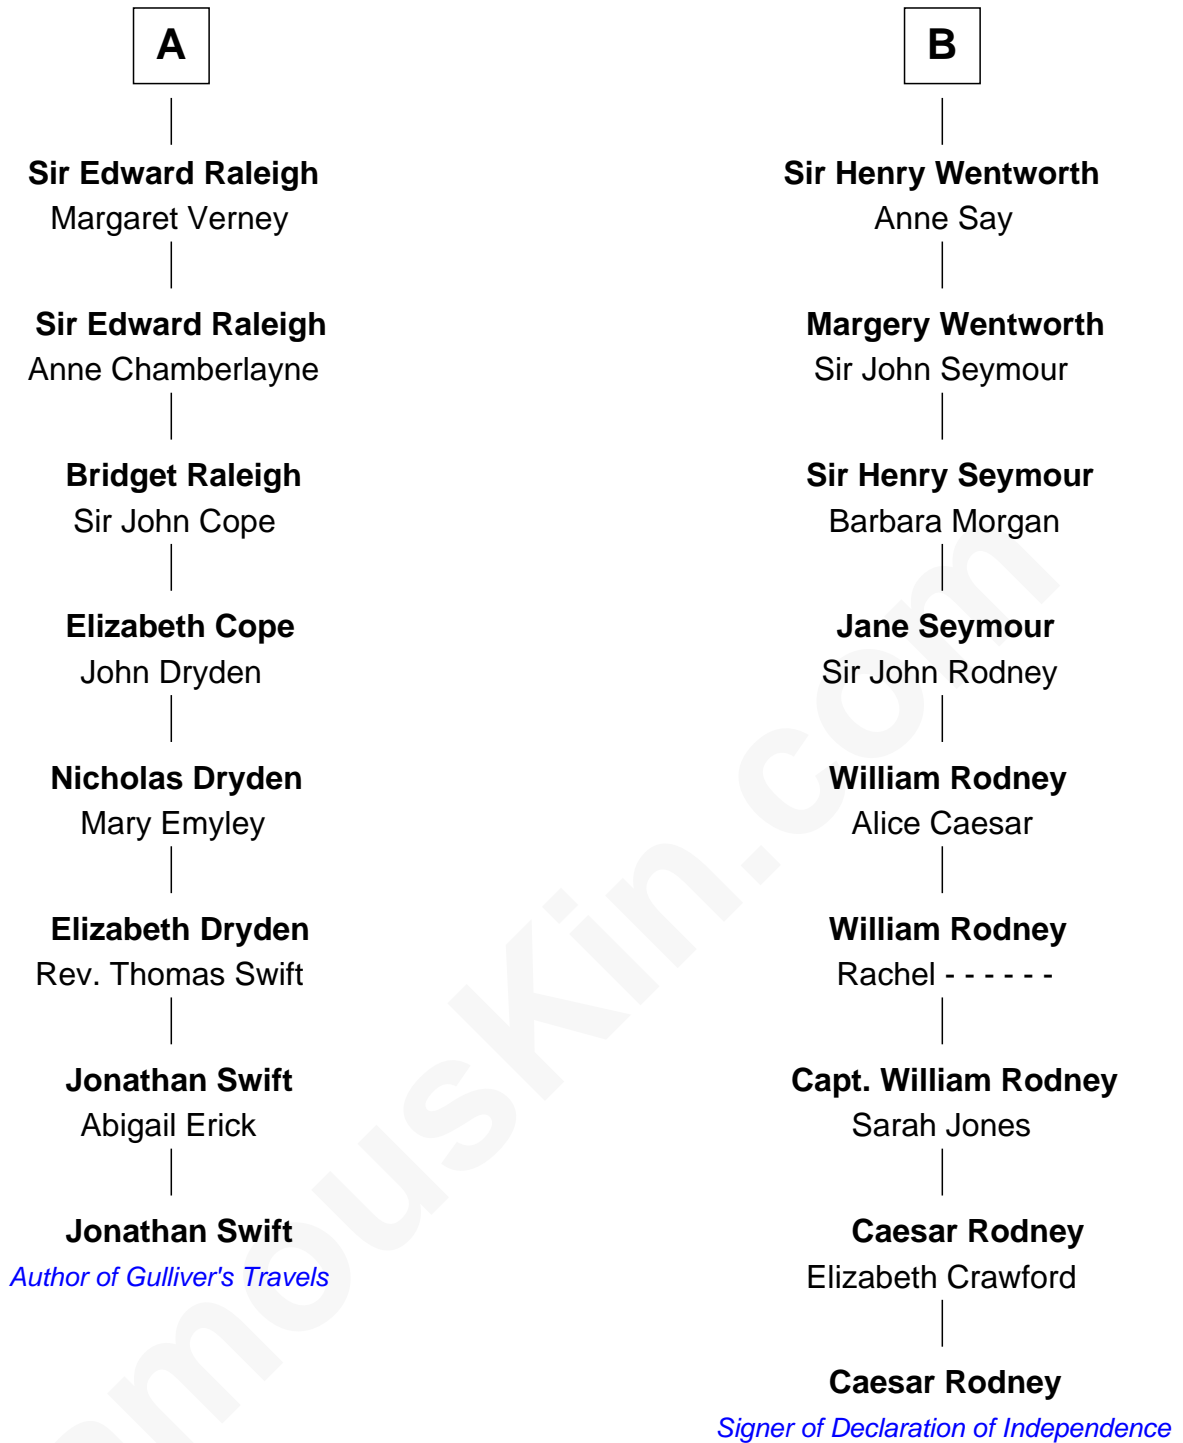 A
Sir Edward Raleigh
Margaret Verney
Sir Edward Raleigh
Anne Chamberlayne
Bridget Raleigh
Sir John Cope
Elizabeth Cope
John Dryden
Nicholas Dryden
Mary Emyley
Elizabeth Dryden
Rev. Thomas Swift
Jonathan Swift
Abigail Erick
Jonathan Swift
Author of Gulliver's Travels
B
Sir Henry Wentworth
Anne Say
Margery Wentworth
Sir John Seymour
Sir Henry Seymour
Barbara Morgan
Jane Seymour
Sir John Rodney
William Rodney
Alice Caesar
William Rodney
Rachel - - - - - -
Capt. William Rodney
Sarah Jones
Caesar Rodney
Elizabeth Crawford
Caesar Rodney
Signer of Declaration of Independence
amouskin.com